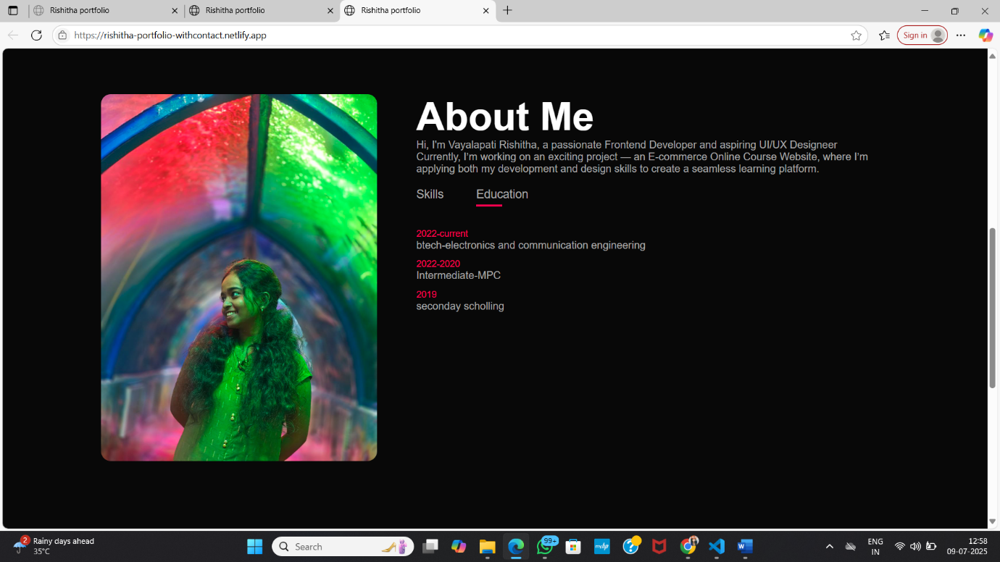 Rishitha portfolio
Rishitha portfolio
Rishitha portfolio
https://rishitha-portfolio-withcontact.netlify.app
Sign in
About Me
Hi, I'm Vayalapati Rishitha, a passionate Frontend Developer and aspiring UI/UX Designeer
Currently, I'm working on an exciting project — an E-commerce Online Course Website, where I'm
applying both my development and design skills to create a seamless learning platform.
Skills Education
2022-current
btech-electronics and communication engineering
2022-2020
Intermediate-MPC
2019
seconday scholling
2
Rainy days ahead
35°C
Search
99+
myhp
ENG
IN
12:58
09-07-2025